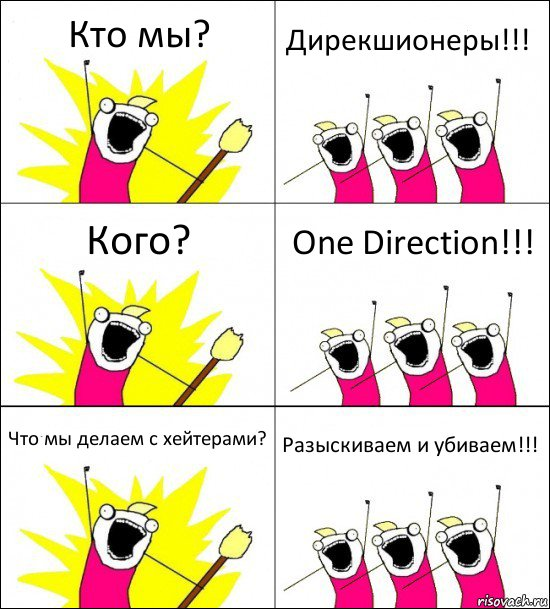 Кто мы?
Дирекшионеры!!!
Кого?
One Direction!!!
Что мы делаем с хейтерами?
Разыскиваем и убиваем!!!
risovach.ru